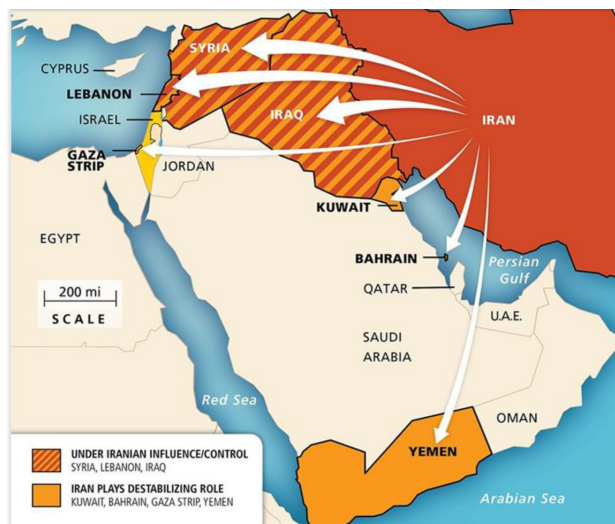 CYPRUS
SYRIA
LEBANON
ISRAEL
IRAQ
IRAN
GAZA
STRIP
JORDAN
KUWAIT
EGYPT
BAHRAIN
Persian
Gulf
QATAR
200 mi
SCALE
U.A.E.
SAUDI
ARABIA
Red Sea
OMAN
YEMEN
Arabian Sea
UNDER IRANIAN INFLUENCE/CONTROL
SYRIA, LEBANON, IRAQ
IRAN PLAYS DESTABILIZING ROLE
KUWAIT, BAHRAIN, GAZA STRIP, YEMEN